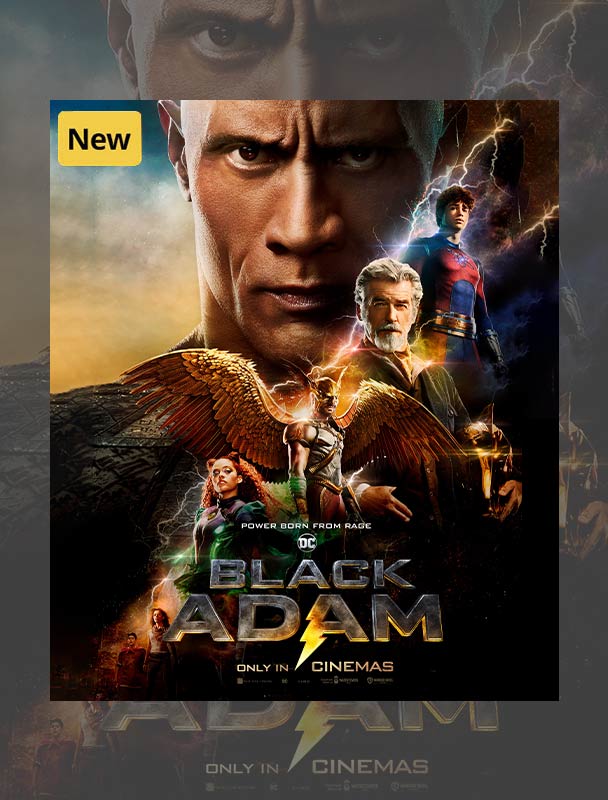 New
POWER BORN FROM RAGE
DC
BLACK
ADAM
ONLY IN CINEMAS
ADAM
ONLY IN CINEMAS